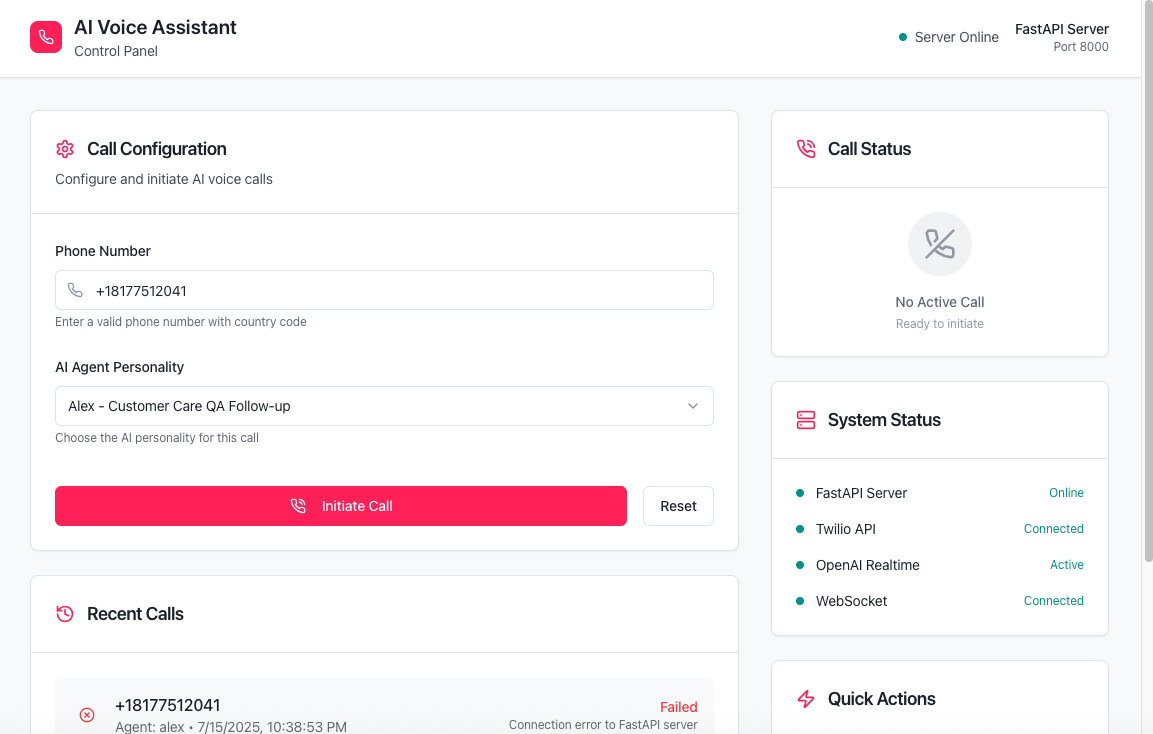 AI Voice Assistant
Control Panel
Server Online
FastAPI Server
Port 8000
Call Configuration
Configure and initiate AI voice calls
Phone Number
+18177512041
Enter a valid phone number with country code
AI Agent Personality
Alex - Customer Care QA Follow-up
Choose the AI personality for this call
Initiate Call
Reset
Recent Calls
+18177512041
Failed
Agent: alex • 7/15/2025, 10:38:53 PM
Connection error to FastAPI server
Call Status
No Active Call
Ready to initiate
System Status
FastAPI Server Online
Twilio API Connected
OpenAI Realtime Active
WebSocket Connected
Quick Actions